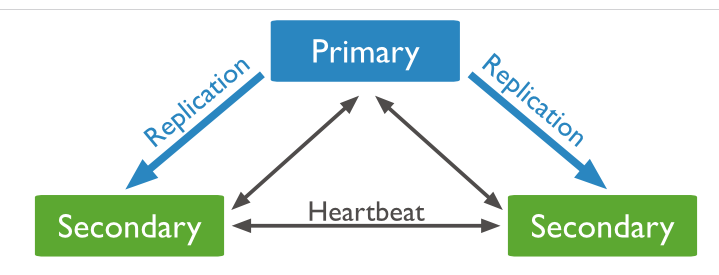 Primary
Replication
Replication
Heartbeat
Secondary
Secondary